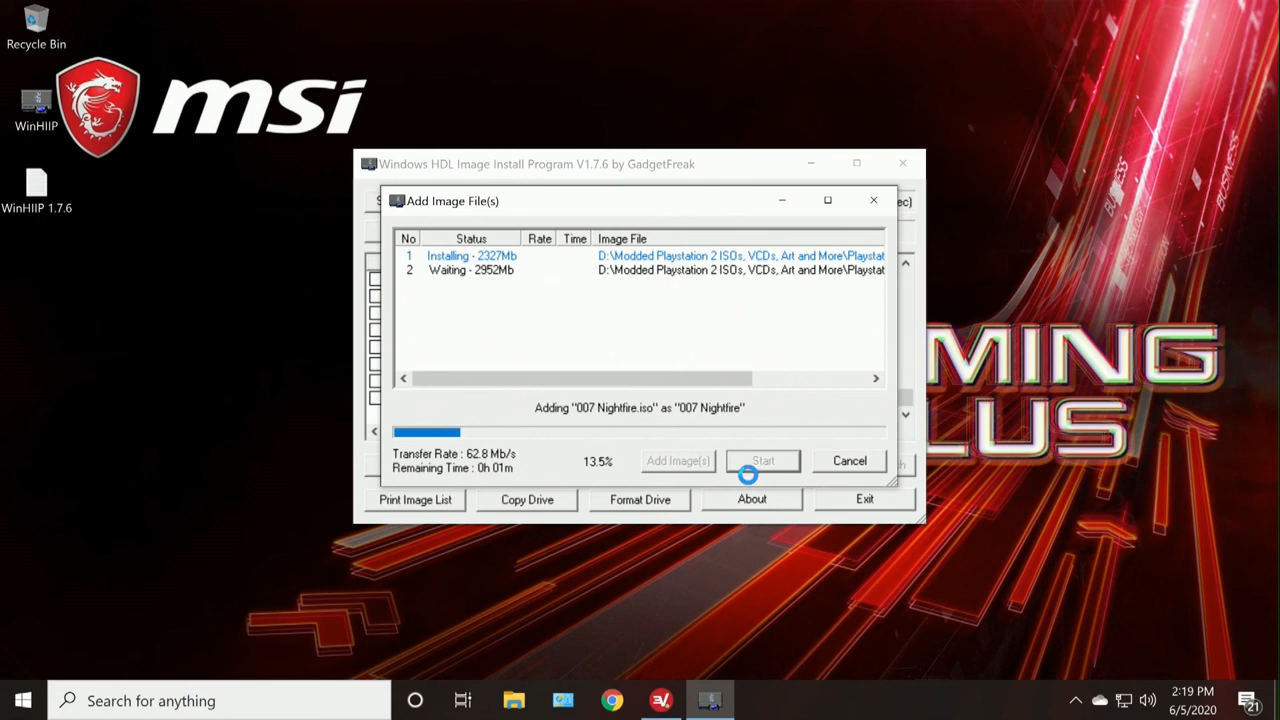 Recycle Bin
WinHIIP
WinHIIP 1.7.6
msi
MING
LUS
BUSINESS
Windows HDL Image Install Program V1.7.6 by GadgetFreak
Add Image File(s)
No Status Rate Time Image File
1 Installing - 2327Mb D:\Modded Playstation 2 ISOs, VCDs, Art and More\Playstat
2 Waiting - 2952Mb D:\Modded Playstation 2 ISOs, VCDs, Art and More\Playstat
Adding "007 Nightfire.iso" as "007 Nightfire"
Transfer Rate : 62.8 Mb/s
Remaining Time : 0h 01m
13.5%
Add Image(s)
Start
Cancel
Print Image List
Copy Drive
Format Drive
About
Exit
Search for anything
2:19 PM
6/5/2020
21